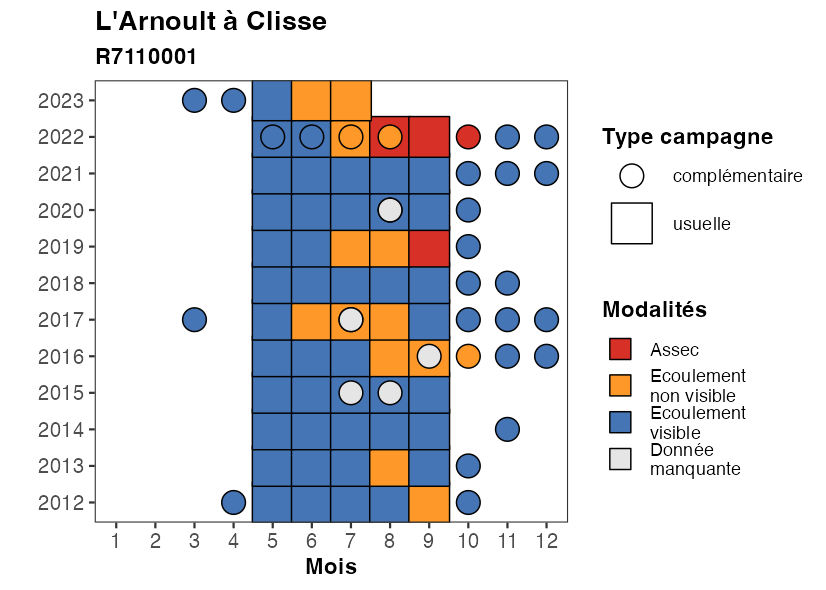 L'Arnoult à Clisse
R7110001
2023
2022
2021
2020
2019
2018
2017
2016
2015
2014
2013
2012
1 2 3 4 5 6 7 8 9 10 11 12
Mois
Type campagne
complémentaire
usuelle
Modalités
Assec
Ecoulement
non visible
Ecoulement
visible
Donnée
manquante